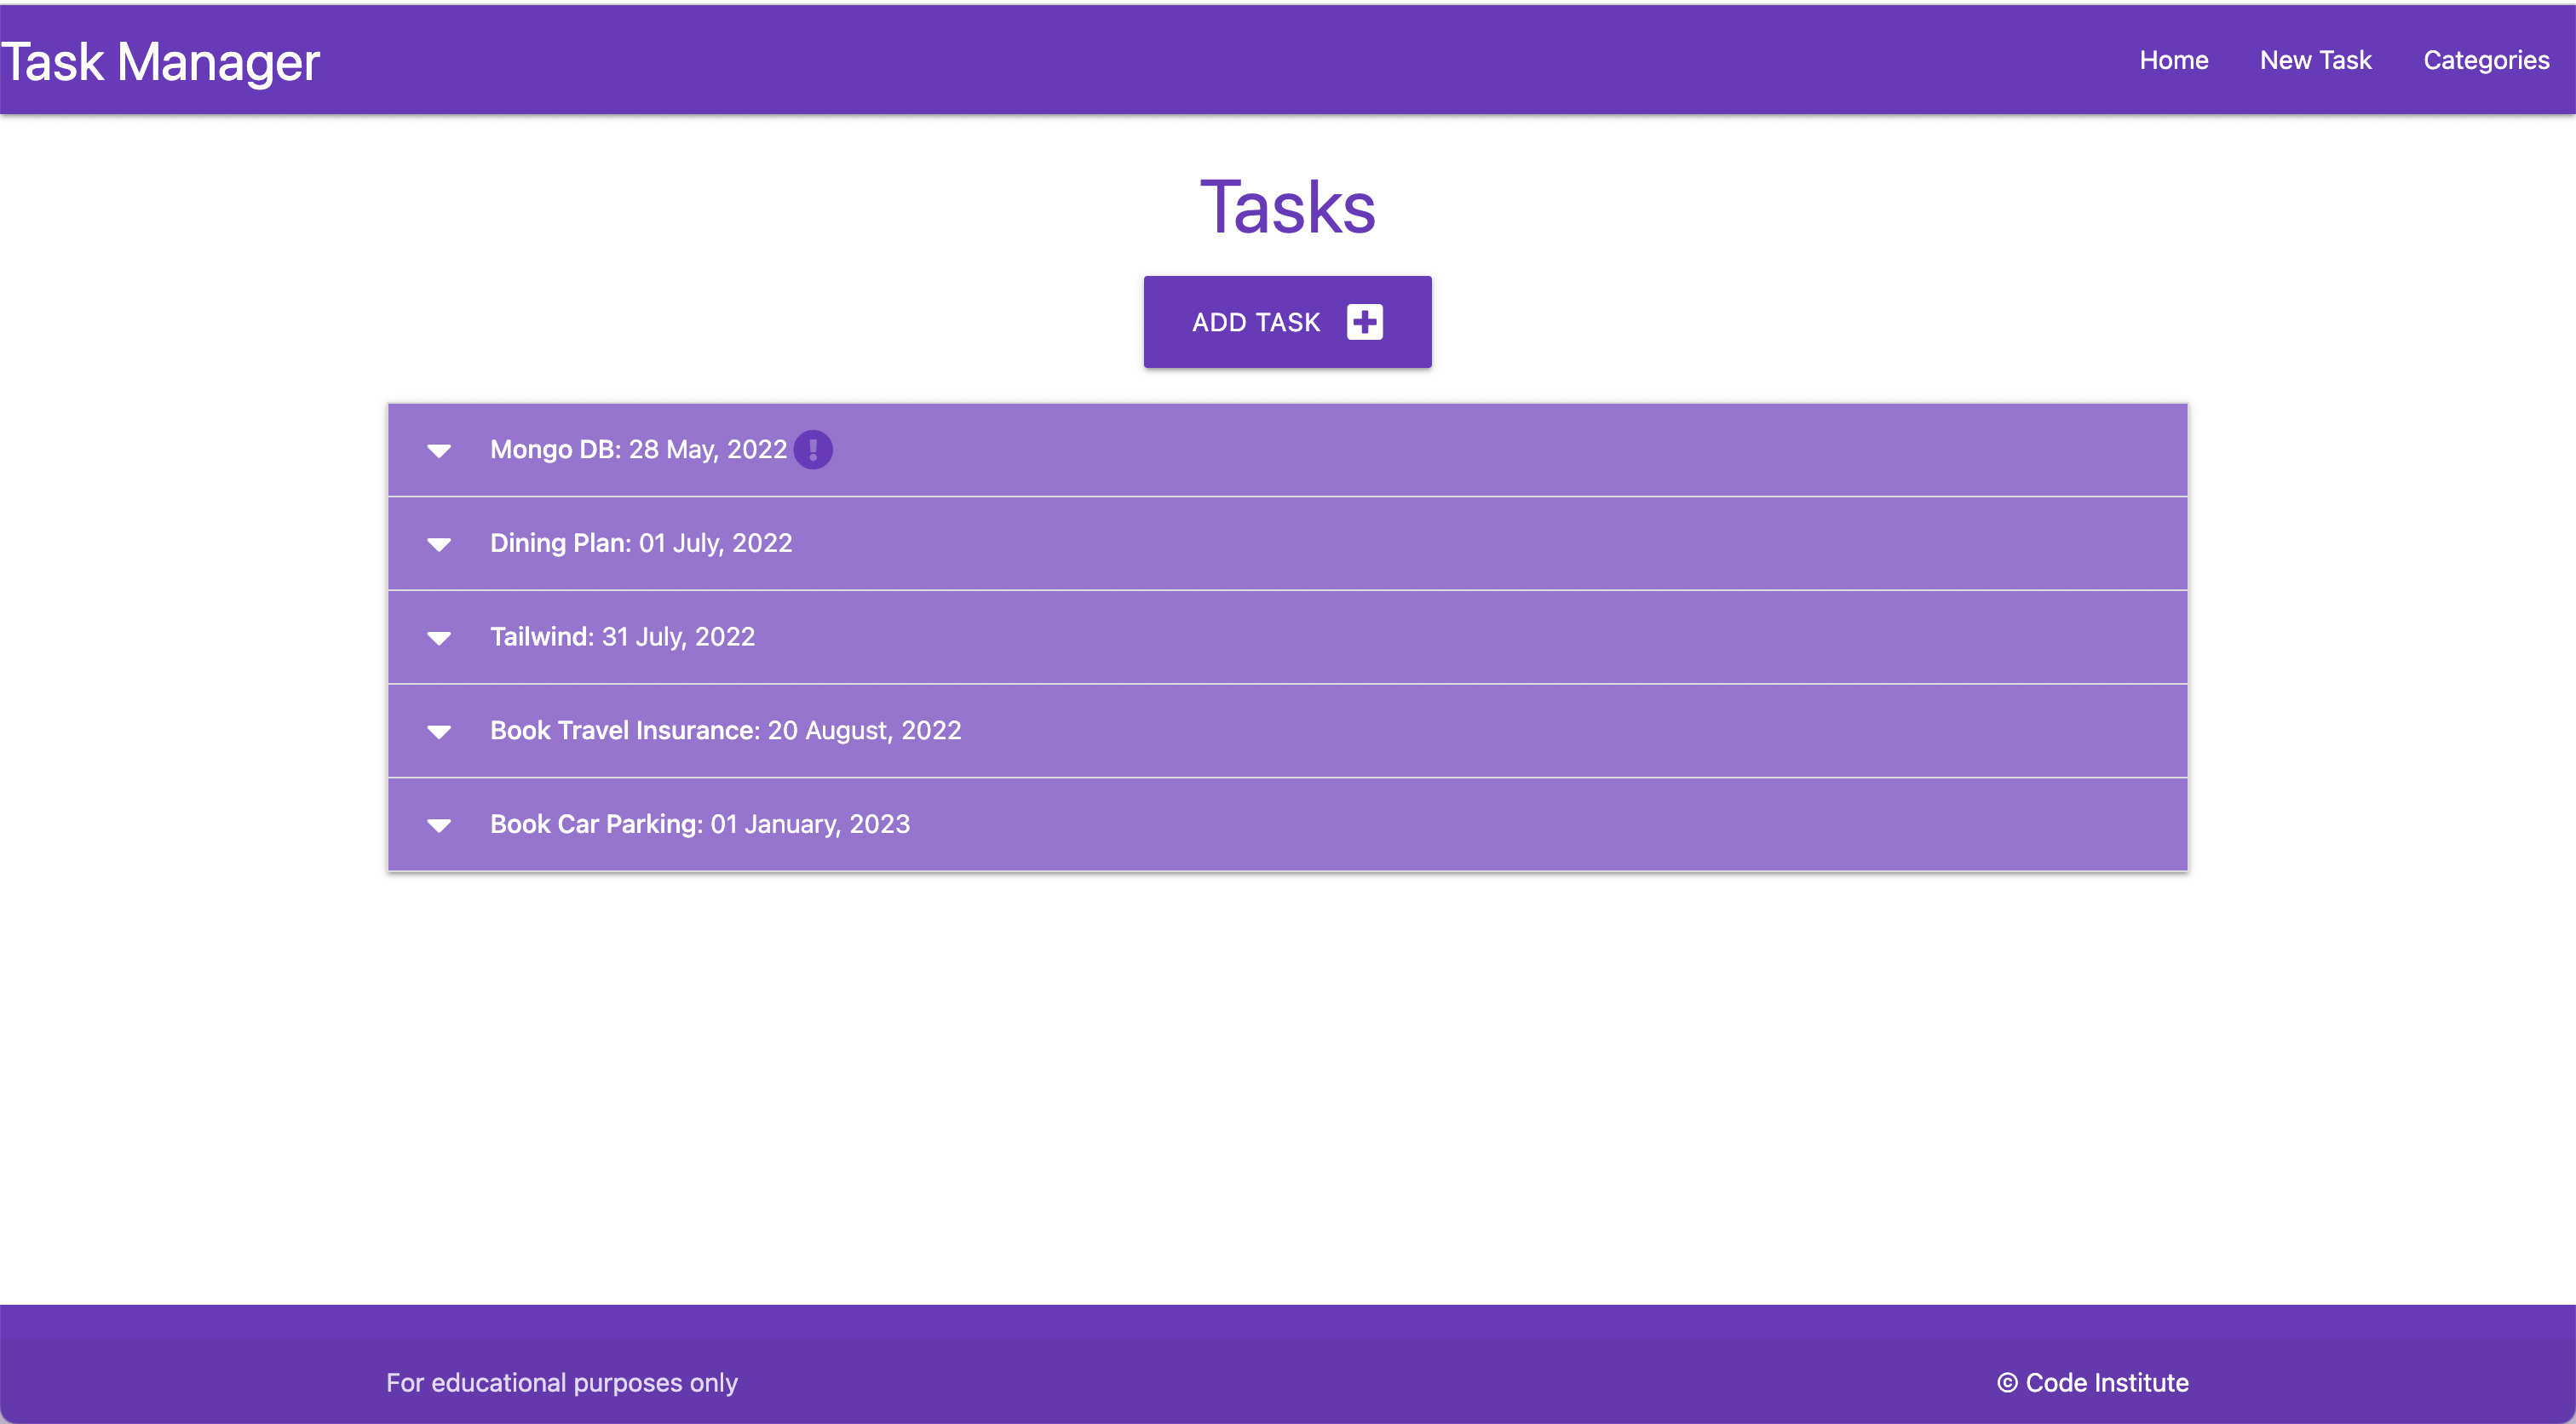 Task Manager
Home
New Task
Categories
Tasks
ADD TASK
Mongo DB: 28 May, 2022
Dining Plan: 01 July, 2022
Tailwind: 31 July, 2022
Book Travel Insurance: 20 August, 2022
Book Car Parking: 01 January, 2023
For educational purposes only
© Code Institute